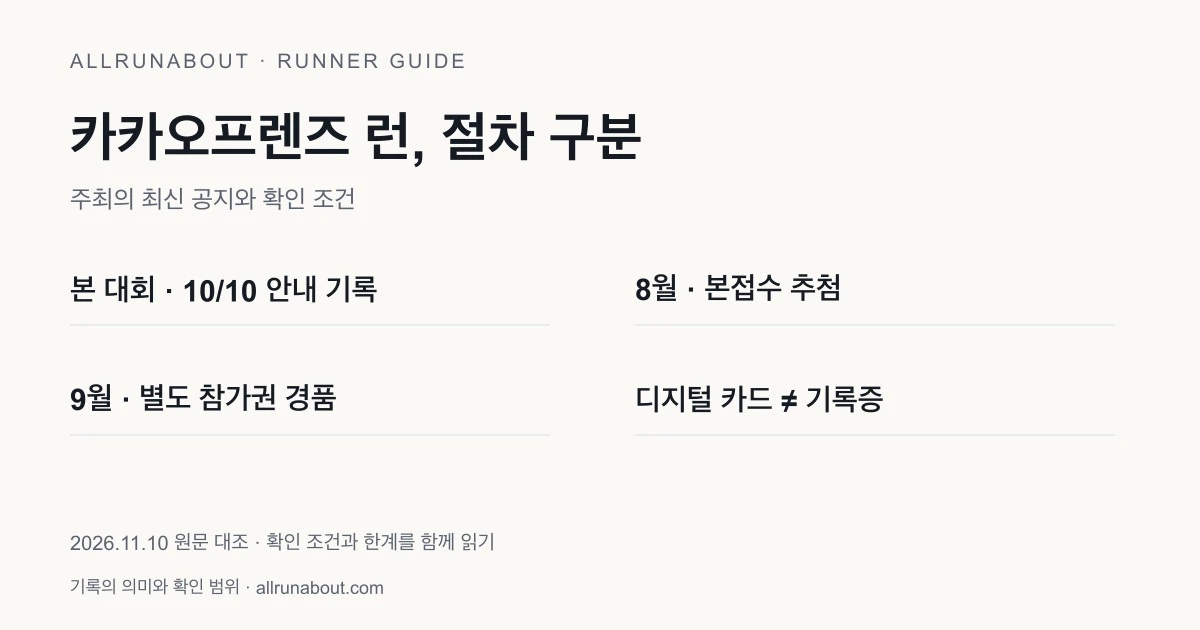 ALLRUNABOUT · RUNNER GUIDE
카카오프렌즈 런, 절차 구분
주최의 최신 공지와 확인 조건
본 대회 · 10/10 안내 기록
8월 · 본접수 추첨
9월 · 별도 참가권 경품
디지털 카드 ≠ 기록증
2026.11.10 원문 대조 · 확인 조건과 한계를 함께 읽기
기록의 의미와 확인 범위 · allrunabout.com